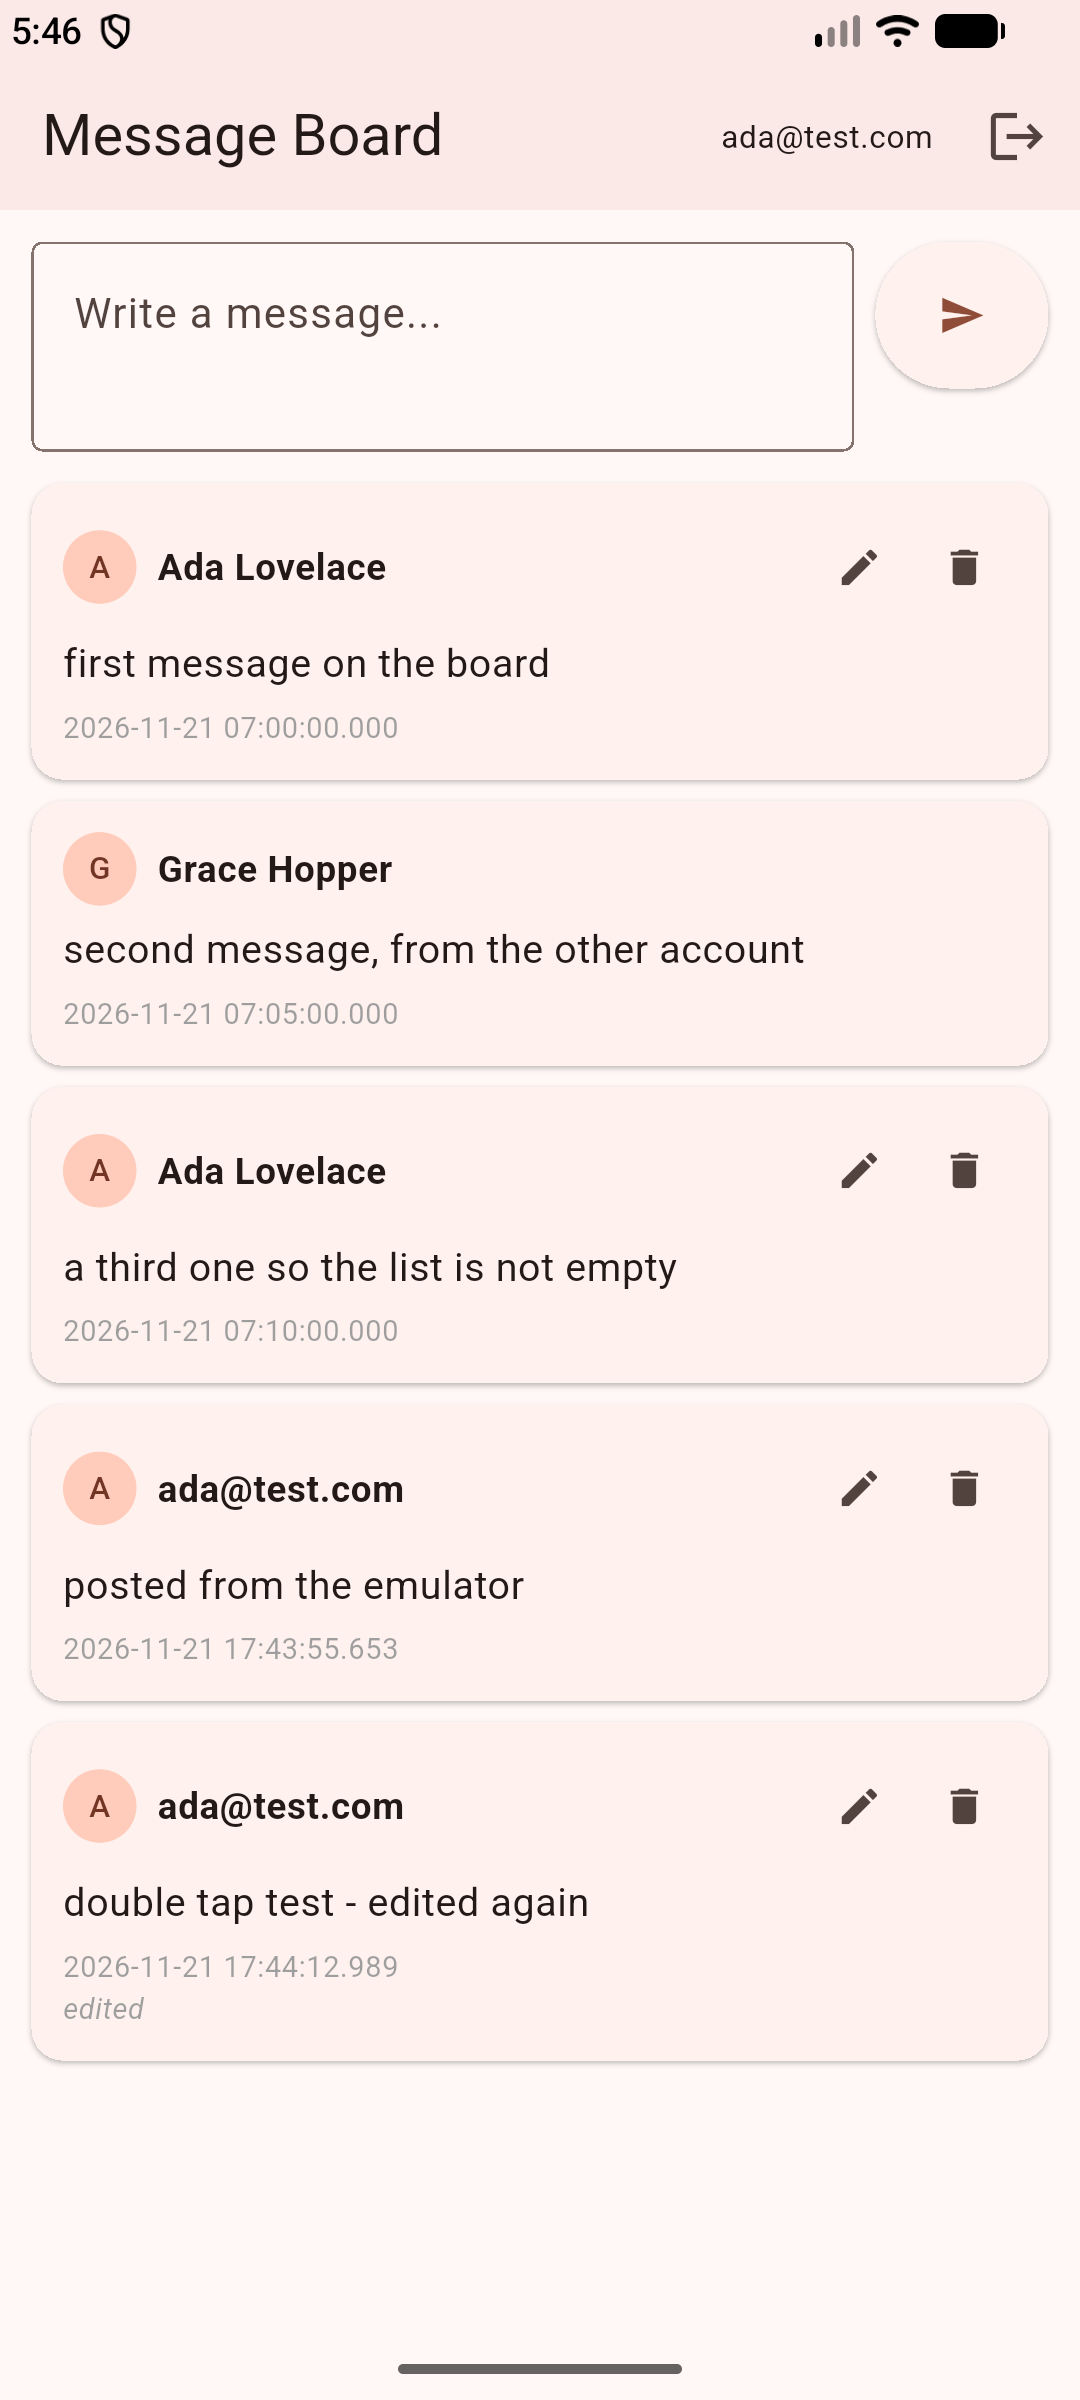 5:46
Message Board
ada@test.com
Write a message...
A
Ada Lovelace
first message on the board
2026-11-21 07:00:00.000
G
Grace Hopper
second message, from the other account
2026-11-21 07:05:00.000
A
Ada Lovelace
a third one so the list is not empty
2026-11-21 07:10:00.000
A
ada@test.com
posted from the emulator
2026-11-21 17:43:55.653
A
ada@test.com
double tap test - edited again
2026-11-21 17:44:12.989
edited